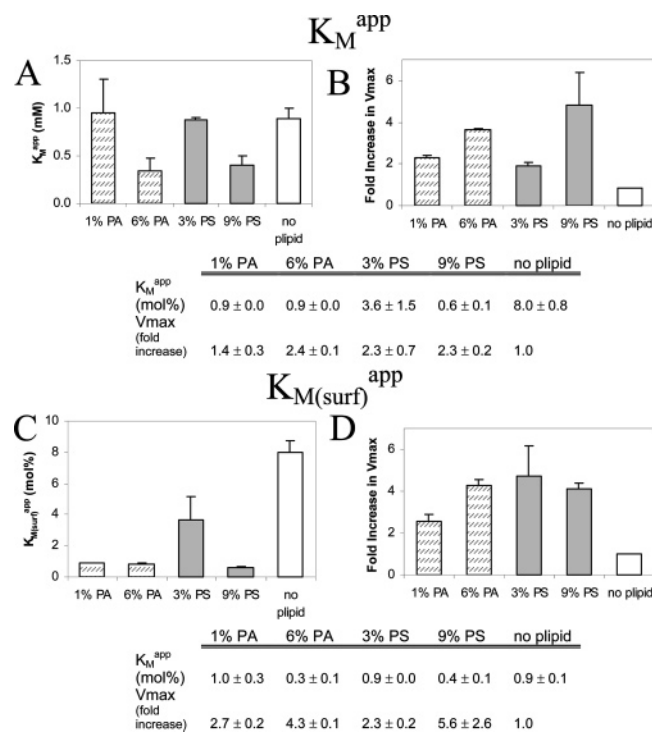 K_M^app
A
B
1.0
0.5
0.0
K_M^app (mM)
1% PA 6% PA 3% PS 9% PS no plipid
6
4
2
0
Fold Increase in Vmax
1% PA 6% PA 3% PS 9% PS no plipid
1% PA 6% PA 3% PS 9% PS no plipid
K_M^app
(mol%) 0.9 ± 0.0 0.9 ± 0.0 3.6 ± 1.5 0.6 ± 0.1 8.0 ± 0.8
Vmax
(fold
increase) 1.4 ± 0.3 2.4 ± 0.1 2.3 ± 0.7 2.3 ± 0.2 1.0
K_M(surf)^app
C
D
10
8
6
4
2
0
K_M(surf)^app (mol%)
1% PA 6% PA 3% PS 9% PS no plipid
6
4
2
0
Fold Increase in Vmax
1% PA 6% PA 3% PS 9% PS no plipid
1% PA 6% PA 3% PS 9% PS no plipid
K_M^app
(mol%) 1.0 ± 0.3 0.3 ± 0.1 0.9 ± 0.0 0.4 ± 0.1 0.9 ± 0.1
Vmax
(fold
increase) 2.7 ± 0.2 4.3 ± 0.1 2.3 ± 0.2 5.6 ± 2.6 1.0